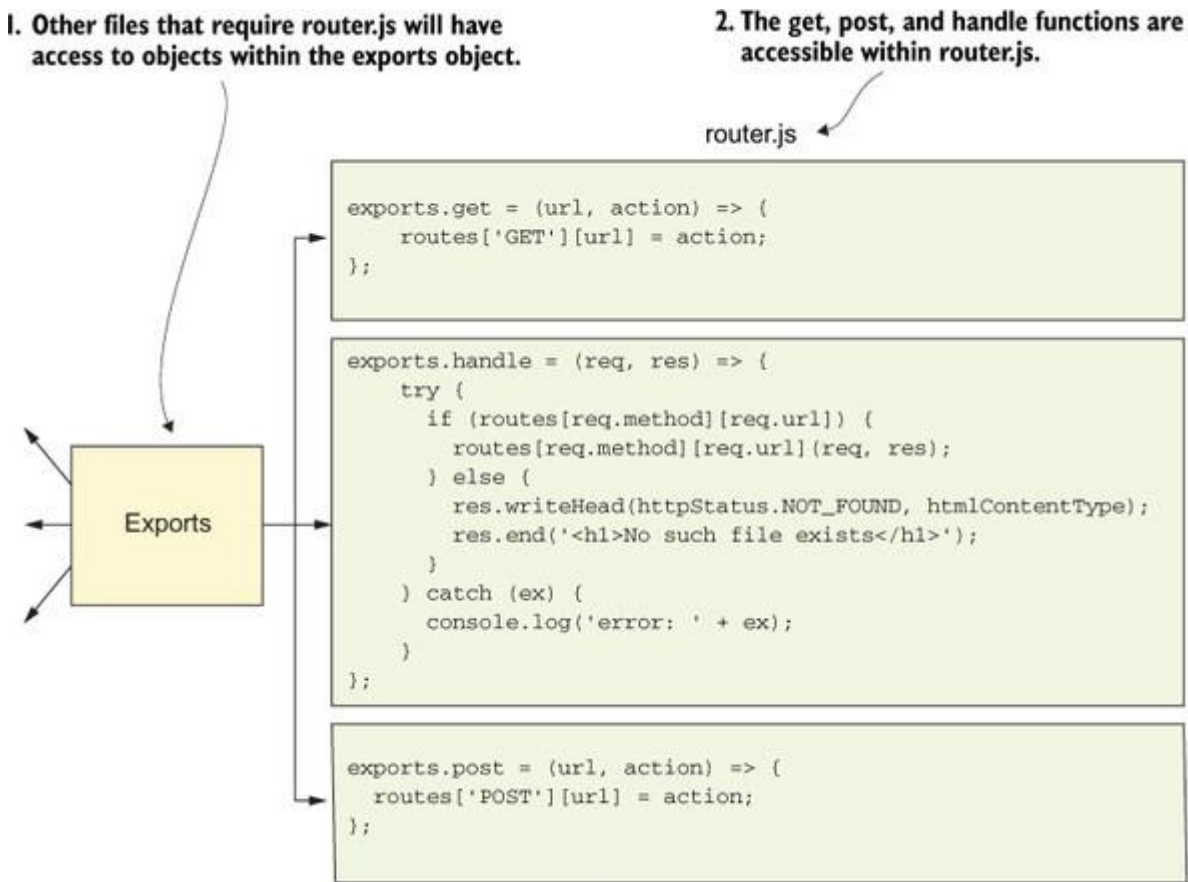 1. Other files that require router.js will have
access to objects within the exports object.
2. The get, post, and handle functions are
accessible within router.js.
router.js
exports.get = (url, action) => {
    routes['GET'][url] = action;
};
exports.handle = (req, res) => {
    try {
      if (routes[req.method][req.url]) {
        routes[req.method][req.url](req, res);
      } else {
        res.writeHead(httpStatus.NOT_FOUND, htmlContentType);
        res.end('<h1>No such file exists</h1>');
      }
    } catch (ex) {
      console.log('error: ' + ex);
    }
};
Exports
exports.post = (url, action) => {
  routes['POST'][url] = action;
};